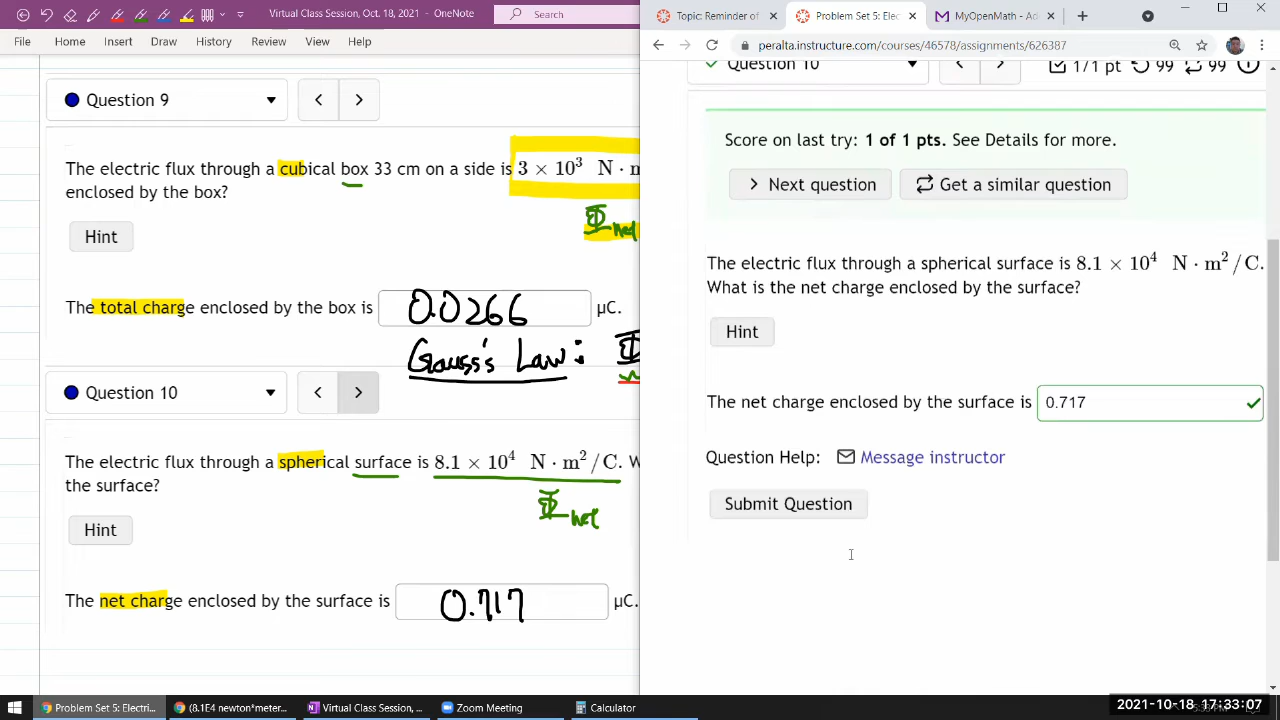 Virtual Class Session, Oct. 18, 2021 - OneNote
Search
File Home Insert Draw History Review View Help
Question 9
The electric flux through a cubical box 33 cm on a side is 3 × 10³ N · m
enclosed by the box?
Φ net
Hint
The total charge enclosed by the box is 0.0266 μC.
Gauss's Law: Φ
Question 10
The electric flux through a spherical surface is 8.1 × 10⁴ N · m² / C. W
the surface?
Φ net
Hint
The net charge enclosed by the surface is 0.717 μC.
Topic: Reminder of
Problem Set 5: Elec
MyOpenMath - Ad
peralta.instructure.com/courses/46578/assignments/626387
Question 10
1/1 pt 99 99
Score on last try: 1 of 1 pts. See Details for more.
Next question
Get a similar question
The electric flux through a spherical surface is 8.1 × 10⁴ N · m² / C.
What is the net charge enclosed by the surface?
Hint
The net charge enclosed by the surface is 0.717
Question Help: Message instructor
Submit Question
Problem Set 5: Electri...
(8.1E4 newton*meter...
Virtual Class Session, ...
Zoom Meeting
Calculator
2021-10-18 17:33:07